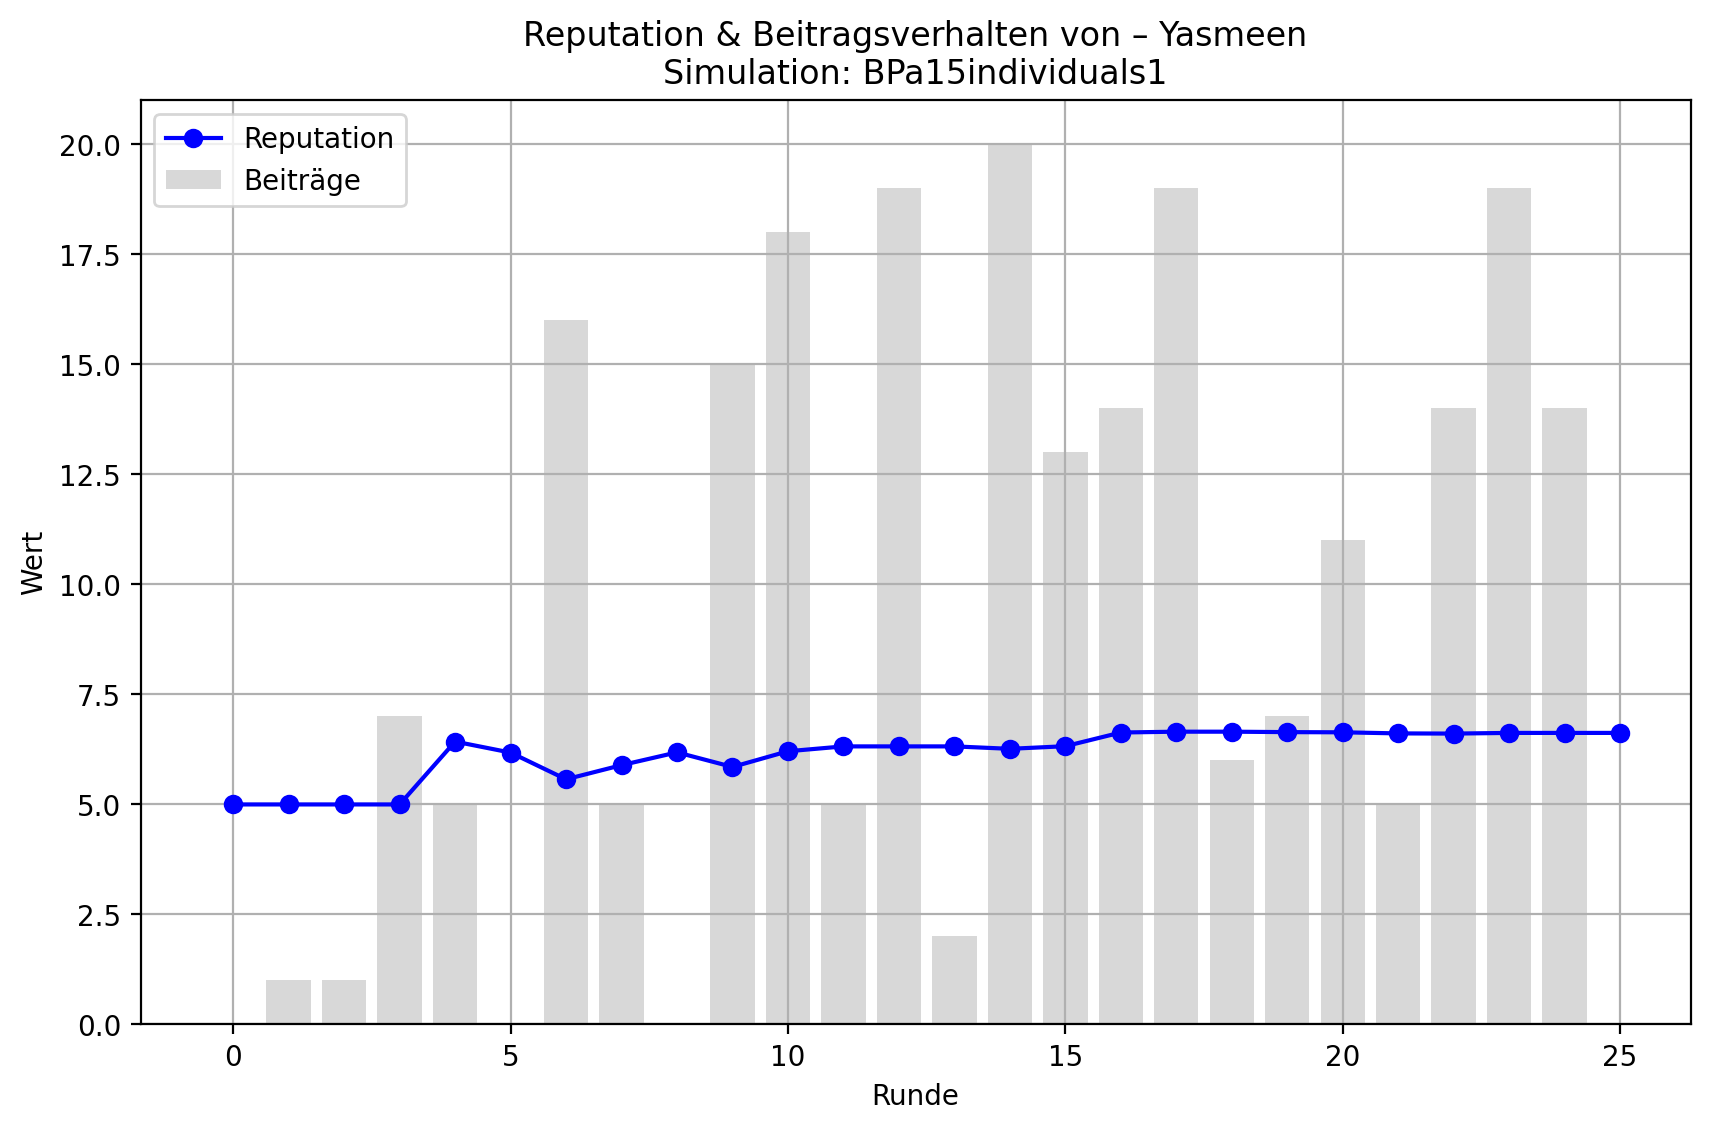 Reputation & Beitragsverhalten von – Yasmeen
Simulation: BPa15individuals1
Reputation
Beiträge
20.0
17.5
15.0
12.5
10.0
7.5
5.0
2.5
0.0
Wert
0 5 10 15 20 25
Runde